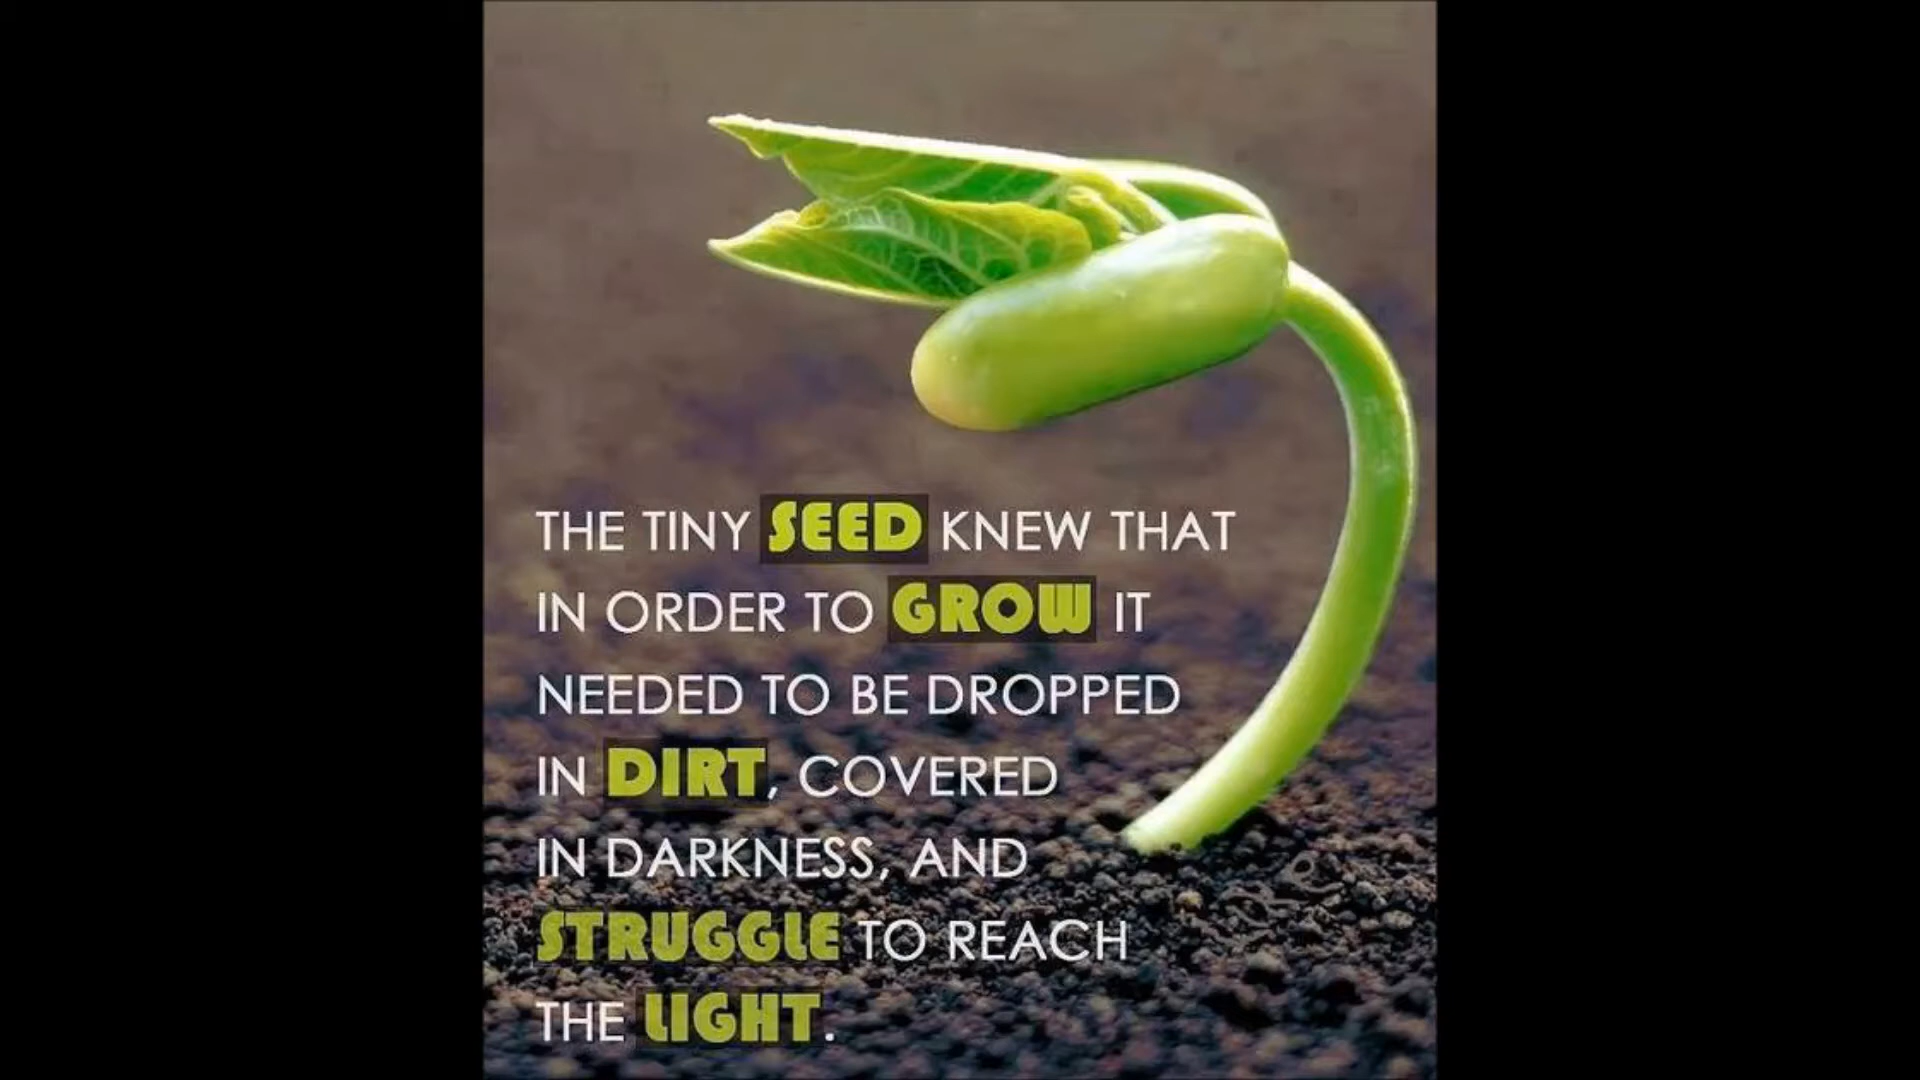 THE TINY SEED KNEW THAT
IN ORDER TO GROW IT
NEEDED TO BE DROPPED
IN DIRT, COVERED
IN DARKNESS, AND
STRUGGLE TO REACH
THE LIGHT.